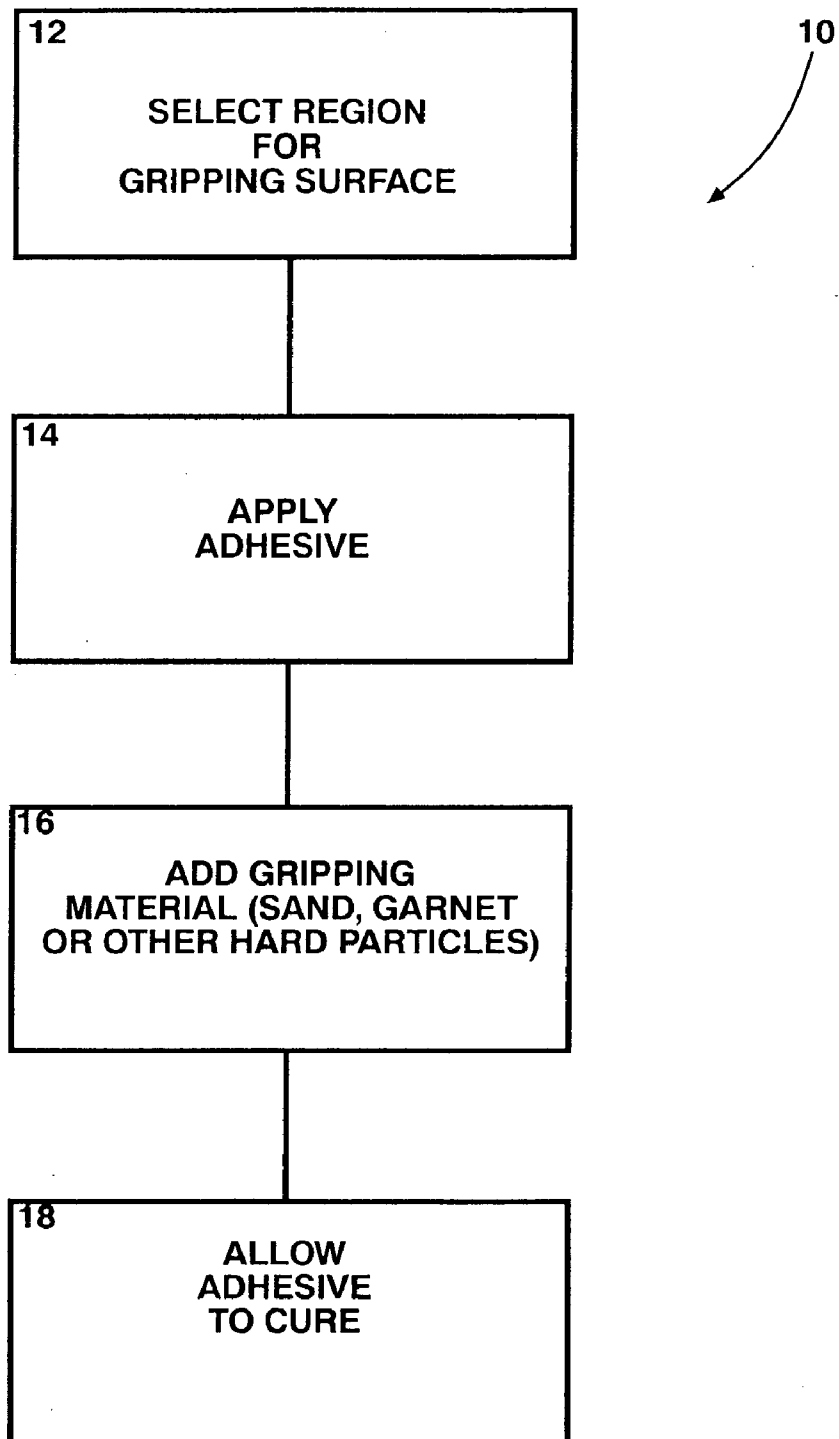 12
10
SELECT REGION
FOR
GRIPPING SURFACE
14
APPLY
ADHESIVE
16
ADD GRIPPING
MATERIAL (SAND, GARNET
OR OTHER HARD PARTICLES)
18
ALLOW
ADHESIVE
TO CURE